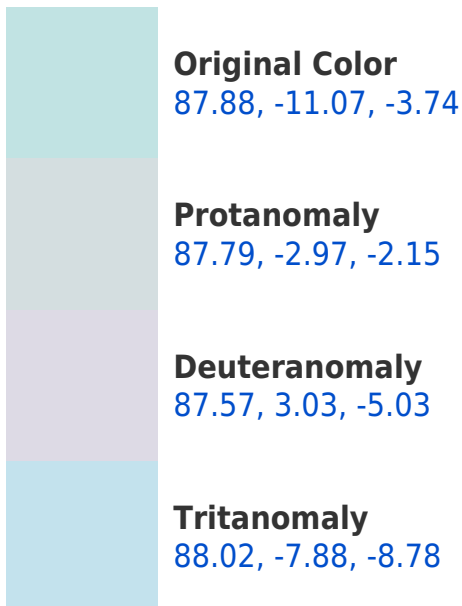 Original Color
87.88, -11.07, -3.74
Protanomaly
87.79, -2.97, -2.15
Deuteranomaly
87.57, 3.03, -5.03
Tritanomaly
88.02, -7.88, -8.78